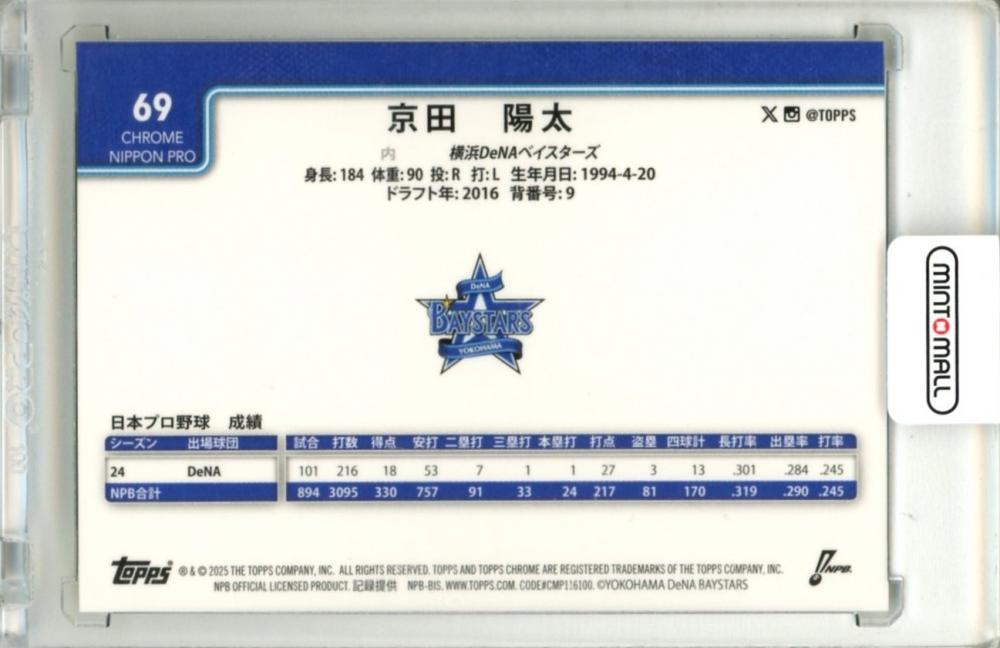 69
CHROME
NIPPON PRO
京田 陽太
@TOPPS
内 横浜DeNAベイスターズ
身長: 184 体重: 90 投: R 打: L 生年月日: 1994-4-20
ドラフト年: 2016 背番号: 9
DeNA
BAYSTARS
YOKOHAMA
MINT MALL
日本プロ野球 成績
シーズン 出場球団 試合 打数 得点 安打 二塁打 三塁打 本塁打 打点 盗塁 四球計 長打率 出塁率 打率
24 DeNA 101 216 18 53 7 1 1 27 3 13 .301 .284 .245
NPB合計 894 3095 330 757 91 33 24 217 81 170 .319 .290 .245
topps ® & © 2025 THE TOPPS COMPANY, INC. ALL RIGHTS RESERVED. TOPPS AND TOPPS CHROME ARE REGISTERED TRADEMARKS OF THE TOPPS COMPANY, INC.
NPB OFFICIAL LICENSED PRODUCT. 記録提供 NPB-BIS. WWW.TOPPS.COM. CODE#CMP116100. ©YOKOHAMA DeNA BAYSTARS
NPB